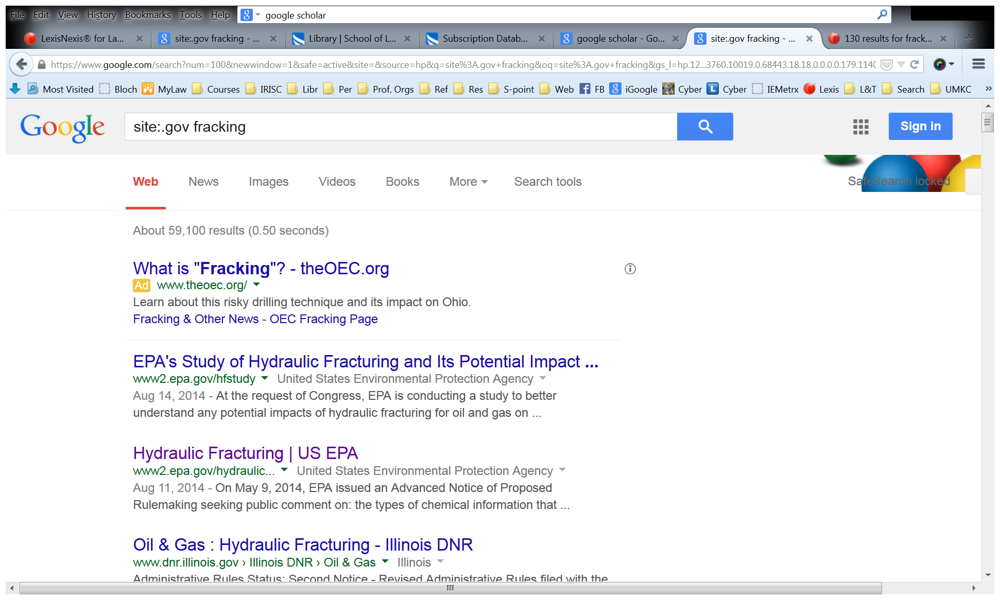 File Edit View History Bookmarks Tools Help google scholar
LexisNexis® for La... site:.gov fracking - ... Library | School of L... Subscription Datab... google scholar - Go... site:.gov fracking - ... 130 results for frack...
https://www.google.com/search?num=100&newwindow=1&safe=active&site=&source=hp&q=site%3A.gov+fracking&oq=site%3A.gov+fracking&gs_l=hp.12...3760.10019.0.68443.18.18.0.0.0.0.179.1140
Most Visited Bloch MyLaw Courses IRISC Libr Per Prof. Orgs Ref Res S-point Web FB iGoogle Cyber Cyber IEMetrx Lexis L&T Search UMKC »
Google site:.gov fracking Sign in
Web News Images Videos Books More Search tools SafeSearch locked
About 59,100 results (0.50 seconds)
What is "Fracking"? - theOEC.org
Ad www.theoec.org/
Learn about this risky drilling technique and its impact on Ohio.
Fracking & Other News - OEC Fracking Page
EPA's Study of Hydraulic Fracturing and Its Potential Impact ...
www2.epa.gov/hfstudy United States Environmental Protection Agency
Aug 14, 2014 - At the request of Congress, EPA is conducting a study to better
understand any potential impacts of hydraulic fracturing for oil and gas on ...
Hydraulic Fracturing | US EPA
www2.epa.gov/hydraulic... United States Environmental Protection Agency
Aug 11, 2014 - On May 9, 2014, EPA issued an Advanced Notice of Proposed
Rulemaking seeking public comment on: the types of chemical information that ...
Oil & Gas : Hydraulic Fracturing - Illinois DNR
www.dnr.illinois.gov › Illinois DNR › Oil & Gas Illinois
Administrative Rules Status: Second Notice - Revised Administrative Rules filed with the